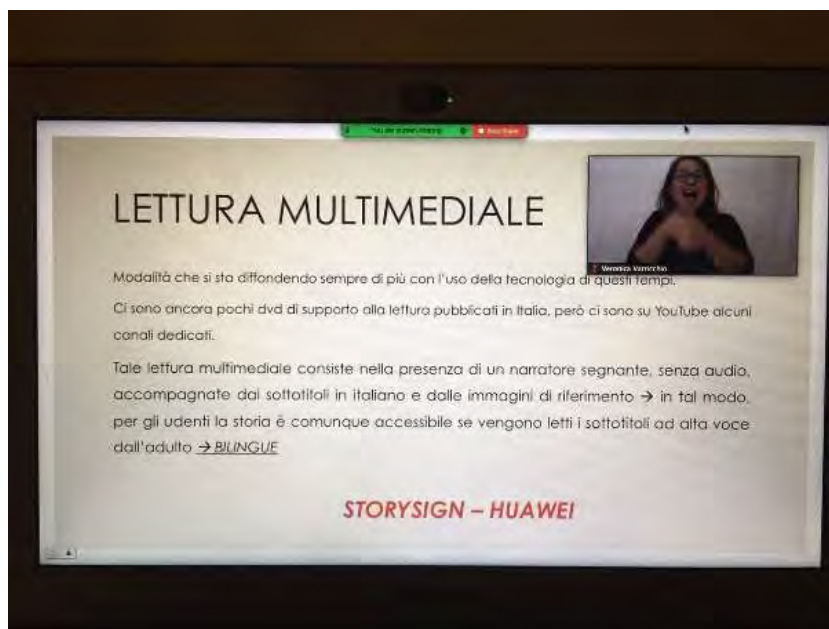 LETTURA MULTIMEDIALE
Veronica
Modalità che si sta diffondendo sempre di più con l'uso della tecnologia di questi tempi.
Ci sono ancora pochi dvd di supporto alla lettura pubblicati in Italia, però ci sono su YouTube alcuni
canali dedicati.
Tale lettura multimediale consiste nella presenza di un narratore segnante, senza audio,
accompagnate dai sottotitoli in italiano e dalle immagini di riferimento → in tal modo,
per gli udenti la storia è comunque accessibile se vengono letti i sottotitoli ad alta voce
dall'adulto → BILINGUE
STORYSIGN – HUAWEI